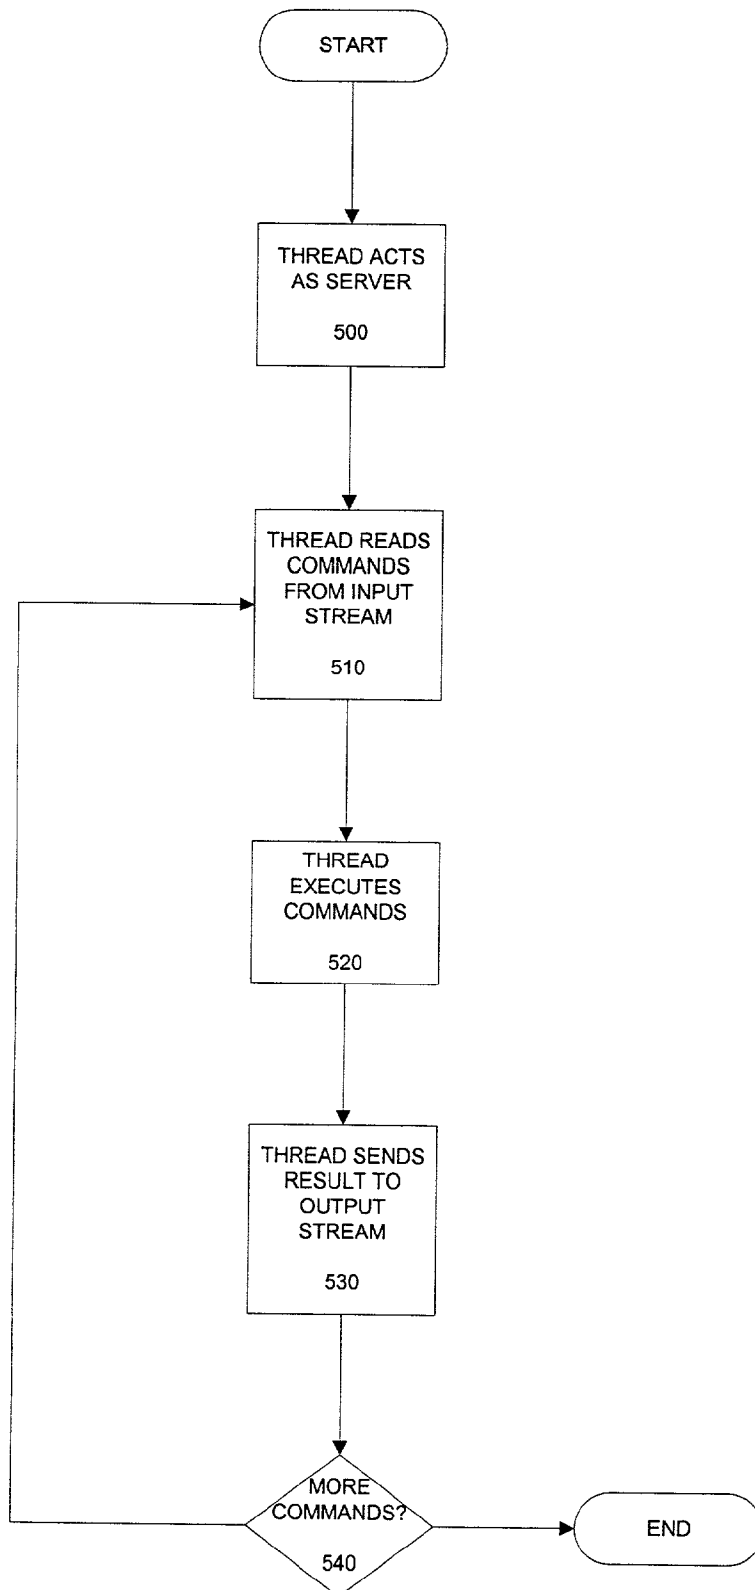 START
THREAD ACTS
AS SERVER
500
THREAD READS
COMMANDS
FROM INPUT
STREAM
510
THREAD
EXECUTES
COMMANDS
520
THREAD SENDS
RESULT TO
OUTPUT
STREAM
530
MORE
COMMANDS?
540
END